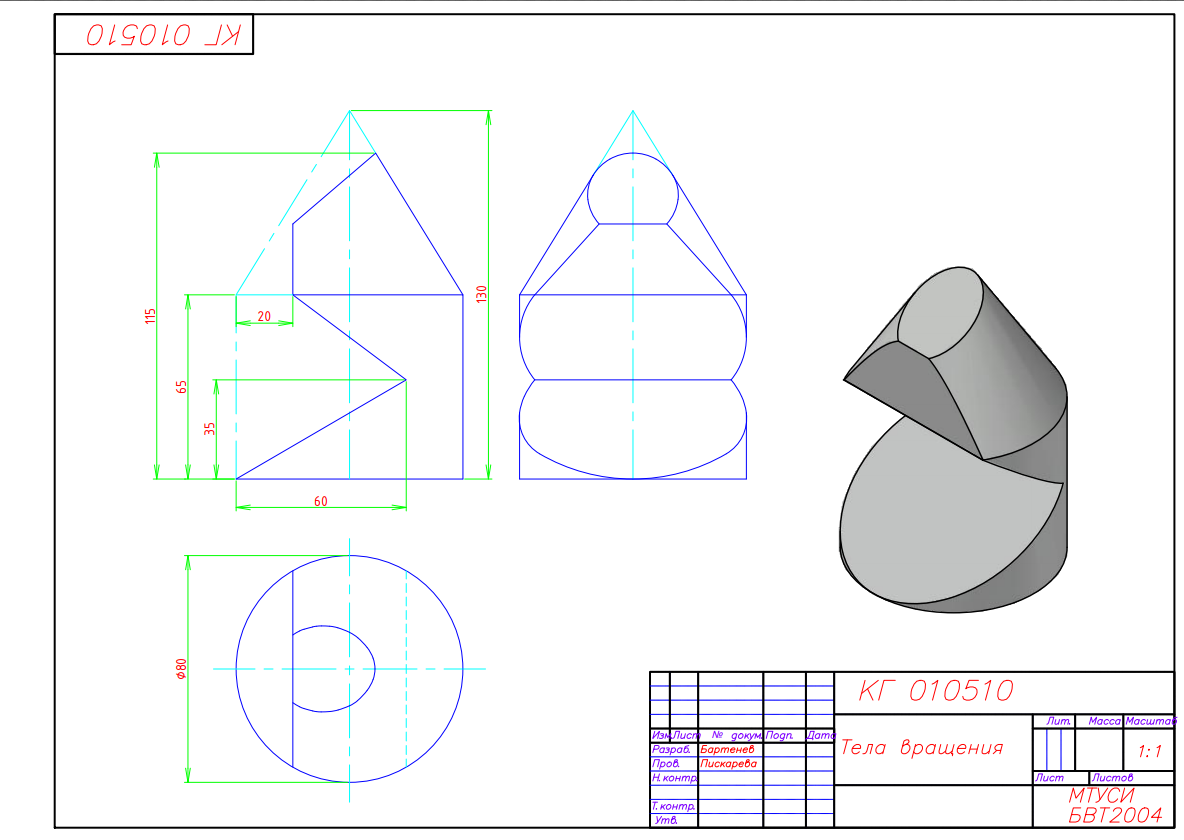 КГ 010510
115
65
35
20
130
60
ϕ80
КГ 010510
Лит. Масса Масштаб
Изм. Лист № докум. Подп. Дата
Разраб. Бартенев
Тела вращения
1:1
Пров. Пискарева
Н.контр.
Лист Листов
Т.контр.
МТУСИ
Утв.
БВТ2004